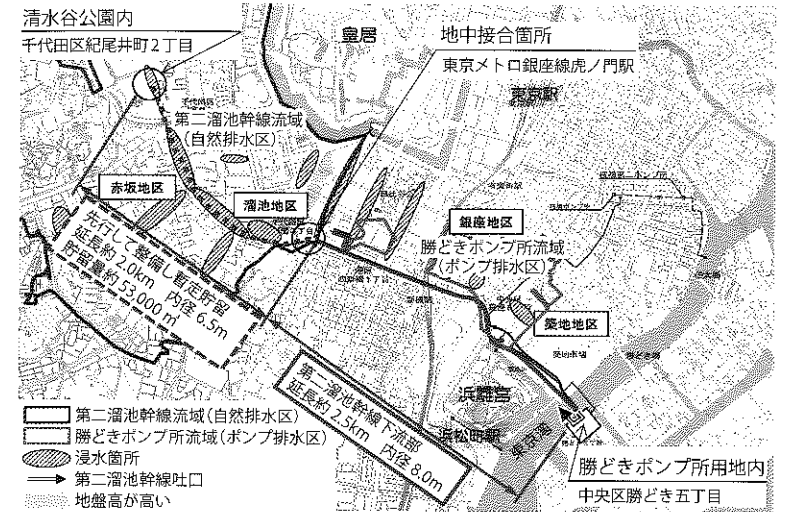 清水谷公園内
千代田区紀尾井町2丁目
皇居
地中接合箇所
東京メトロ銀座線虎ノ門駅
東京駅
第二溜池幹線流域
(自然排水区)
赤坂地区
溜池地区
銀座地区
勝どきポンプ所流域
(ポンプ排水区)
築地地区
先行して整備し暫定貯留
延長約2.0km 内径6.5m
貯留量約53,000㎥
第二溜池幹線下流部
延長約2.5km 内径8.0m
浜離宮
浜松町駅
東京湾
第二溜池幹線流域(自然排水区)
勝どきポンプ所流域(ポンプ排水区)
浸水箇所
第二溜池幹線吐口
地盤高が高い
勝どきポンプ所用地内
中央区勝どき五丁目